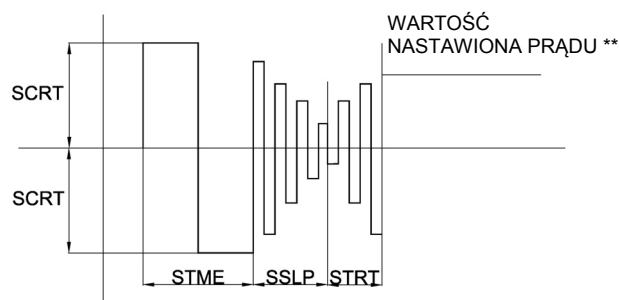 WARTOŚĆ
NASTAWIONA PRĄDU **
SCRT
SCRT
STME
SSLP
STRT